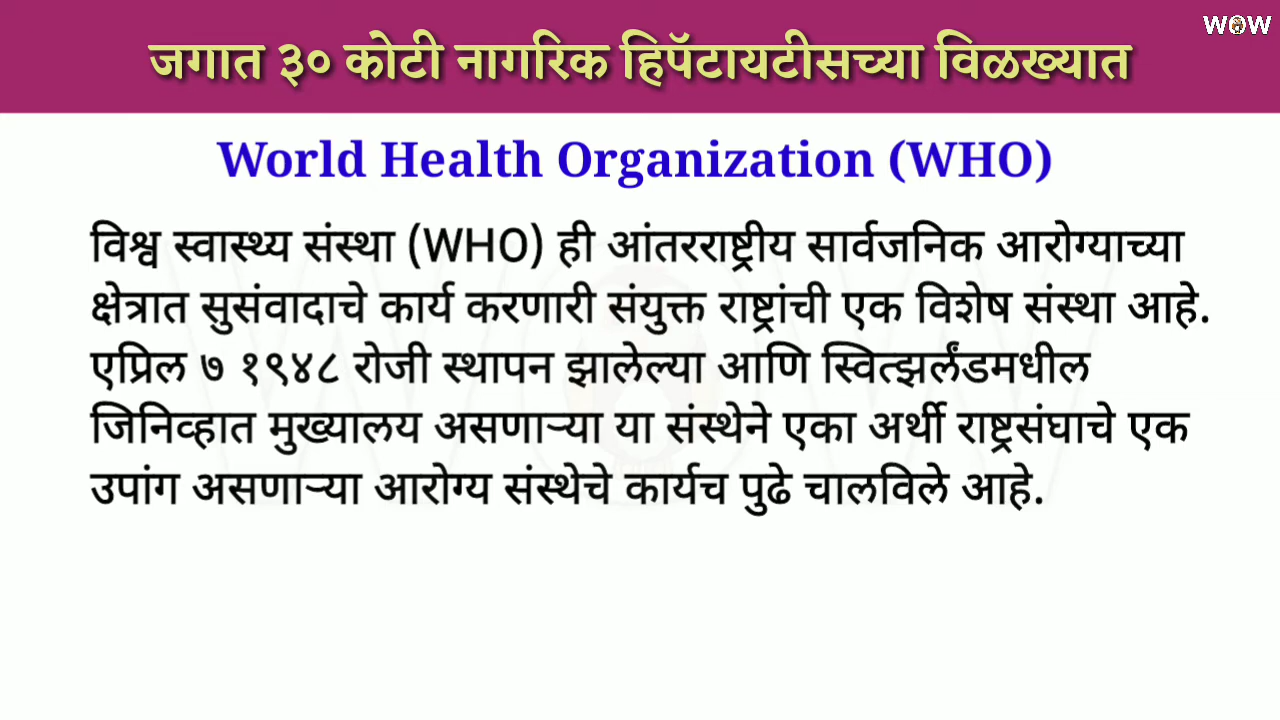 जगात ३० कोटी नागरिक हिपॅटायटीसच्या विळख्यात
WOW
World Health Organization (WHO)
विश्व स्वास्थ्य संस्था (WHO) ही आंतरराष्ट्रीय सार्वजनिक आरोग्याच्या
क्षेत्रात सुसंवादाचे कार्य करणारी संयुक्त राष्ट्रांची एक विशेष संस्था आहे.
एप्रिल ७ १९४८ रोजी स्थापन झालेल्या आणि स्वित्झर्लंडमधील
जिनिव्हात मुख्यालय असणाऱ्या या संस्थेने एका अर्थी राष्ट्रसंघाचे एक
उपांग असणाऱ्या आरोग्य संस्थेचे कार्यच पुढे चालविले आहे.